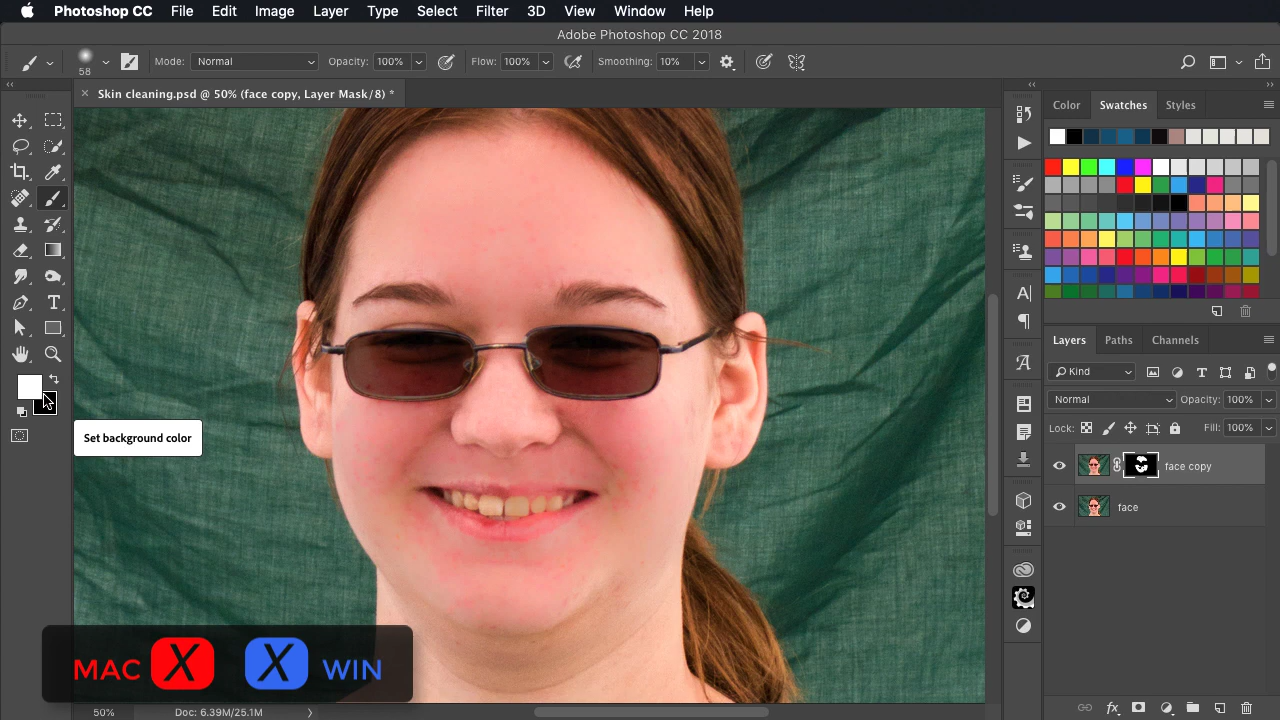 Photoshop CC File Edit Image Layer Type Select Filter 3D View Window Help
Adobe Photoshop CC 2018
58 Mode: Normal Opacity: 100% Flow: 100% Smoothing: 10%
× Skin cleaning.psd @ 50% (face copy, Layer Mask/8) *
Color Swatches Styles
Layers Paths Channels
Kind
Normal Opacity: 100%
Lock: Fill: 100%
face copy
face
Set background color
MAC X X WIN
50% Doc: 6.39M/25.1M